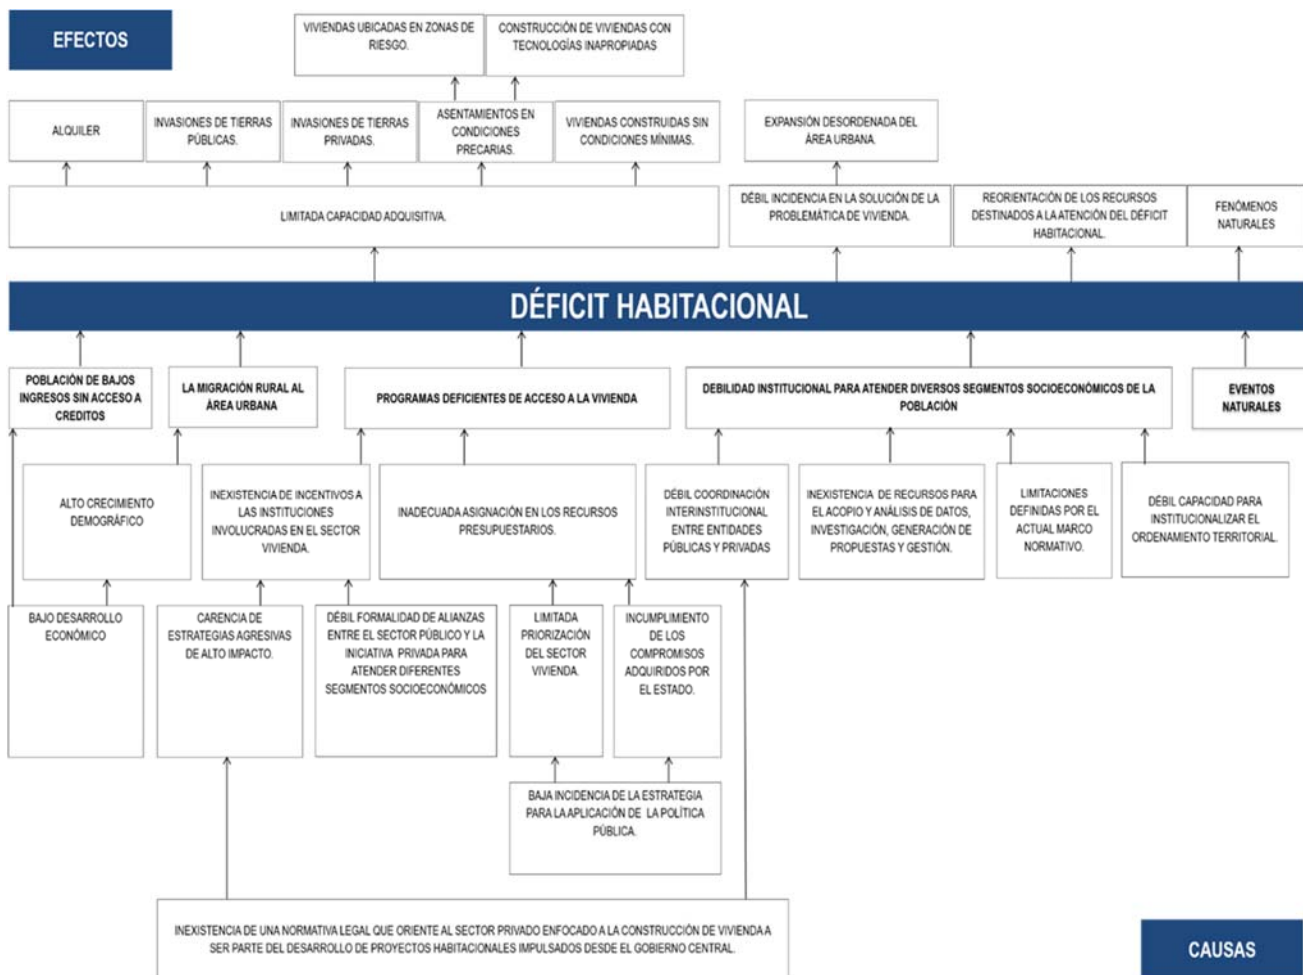 EFECTOS
VIVIENDAS UBICADAS EN ZONAS DE
RIESGO.
CONSTRUCCIÓN DE VIVIENDAS CON
TECNOLOGÍAS INAPROPIADAS
ALQUILER
INVASIONES DE TIERRAS
PÚBLICAS.
INVASIONES DE TIERRAS
PRIVADAS.
ASENTAMIENTOS EN
CONDICIONES
PRECARIAS.
VIVIENDAS CONSTRUIDAS SIN
CONDICIONES MÍNIMAS.
EXPANSIÓN DESORDENADA DEL
ÁREA URBANA.
LIMITADA CAPACIDAD ADQUISITIVA.
DÉBIL INCIDENCIA EN LA SOLUCIÓN DE LA
PROBLEMÁTICA DE VIVIENDA.
REORIENTACIÓN DE LOS RECURSOS
DESTINADOS A LA ATENCIÓN DEL DÉFICIT
HABITACIONAL.
FENÓMENOS
NATURALES
DÉFICIT HABITACIONAL
POBLACIÓN DE BAJOS
INGRESOS SIN ACCESO A
CREDITOS
LA MIGRACIÓN RURAL AL
ÁREA URBANA
PROGRAMAS DEFICIENTES DE ACCESO A LA VIVIENDA
DEBILIDAD INSTITUCIONAL PARA ATENDER DIVERSOS SEGMENTOS SOCIOECONÓMICOS DE LA
POBLACIÓN
EVENTOS
NATURALES
ALTO CRECIMIENTO
DEMOGRÁFICO
INEXISTENCIA DE INCENTIVOS A
LAS INSTITUCIONES
INVOLUCRADAS EN EL SECTOR
VIVIENDA.
INADECUADA ASIGNACIÓN EN LOS RECURSOS
PRESUPUESTARIOS.
DÉBIL COORDINACIÓN
INTERINSTITUCIONAL
ENTRE ENTIDADES
PÚBLICAS Y PRIVADAS
INEXISTENCIA DE RECURSOS PARA
EL ACOPIO Y ANÁLISIS DE DATOS,
INVESTIGACIÓN, GENERACIÓN DE
PROPUESTAS Y GESTIÓN.
LIMITACIONES
DEFINIDAS POR EL
ACTUAL MARCO
NORMATIVO.
DÉBIL CAPACIDAD PARA
INSTITUCIONALIZAR EL
ORDENAMIENTO TERRITORIAL.
BAJO DESARROLLO
ECONÓMICO
CARENCIA DE
ESTRATEGIAS AGRESIVAS
DE ALTO IMPACTO.
DÉBIL FORMALIDAD DE ALIANZAS
ENTRE EL SECTOR PÚBLICO Y LA
INICIATIVA PRIVADA PARA
ATENDER DIFERENTES
SEGMENTOS SOCIOECONÓMICOS
LIMITADA
PRIORIZACIÓN
DEL SECTOR
VIVIENDA.
INCUMPLIMIENTO
DE LOS
COMPROMISOS
ADQUIRIDOS POR
EL ESTADO.
BAJA INCIDENCIA DE LA ESTRATEGIA
PARA LA APLICACIÓN DE LA POLÍTICA
PÚBLICA.
INEXISTENCIA DE UNA NORMATIVA LEGAL QUE ORIENTE AL SECTOR PRIVADO ENFOCADO A LA CONSTRUCCIÓN DE VIVIENDA A
SER PARTE DEL DESARROLLO DE PROYECTOS HABITACIONALES IMPULSADOS DESDE EL GOBIERNO CENTRAL.
CAUSAS